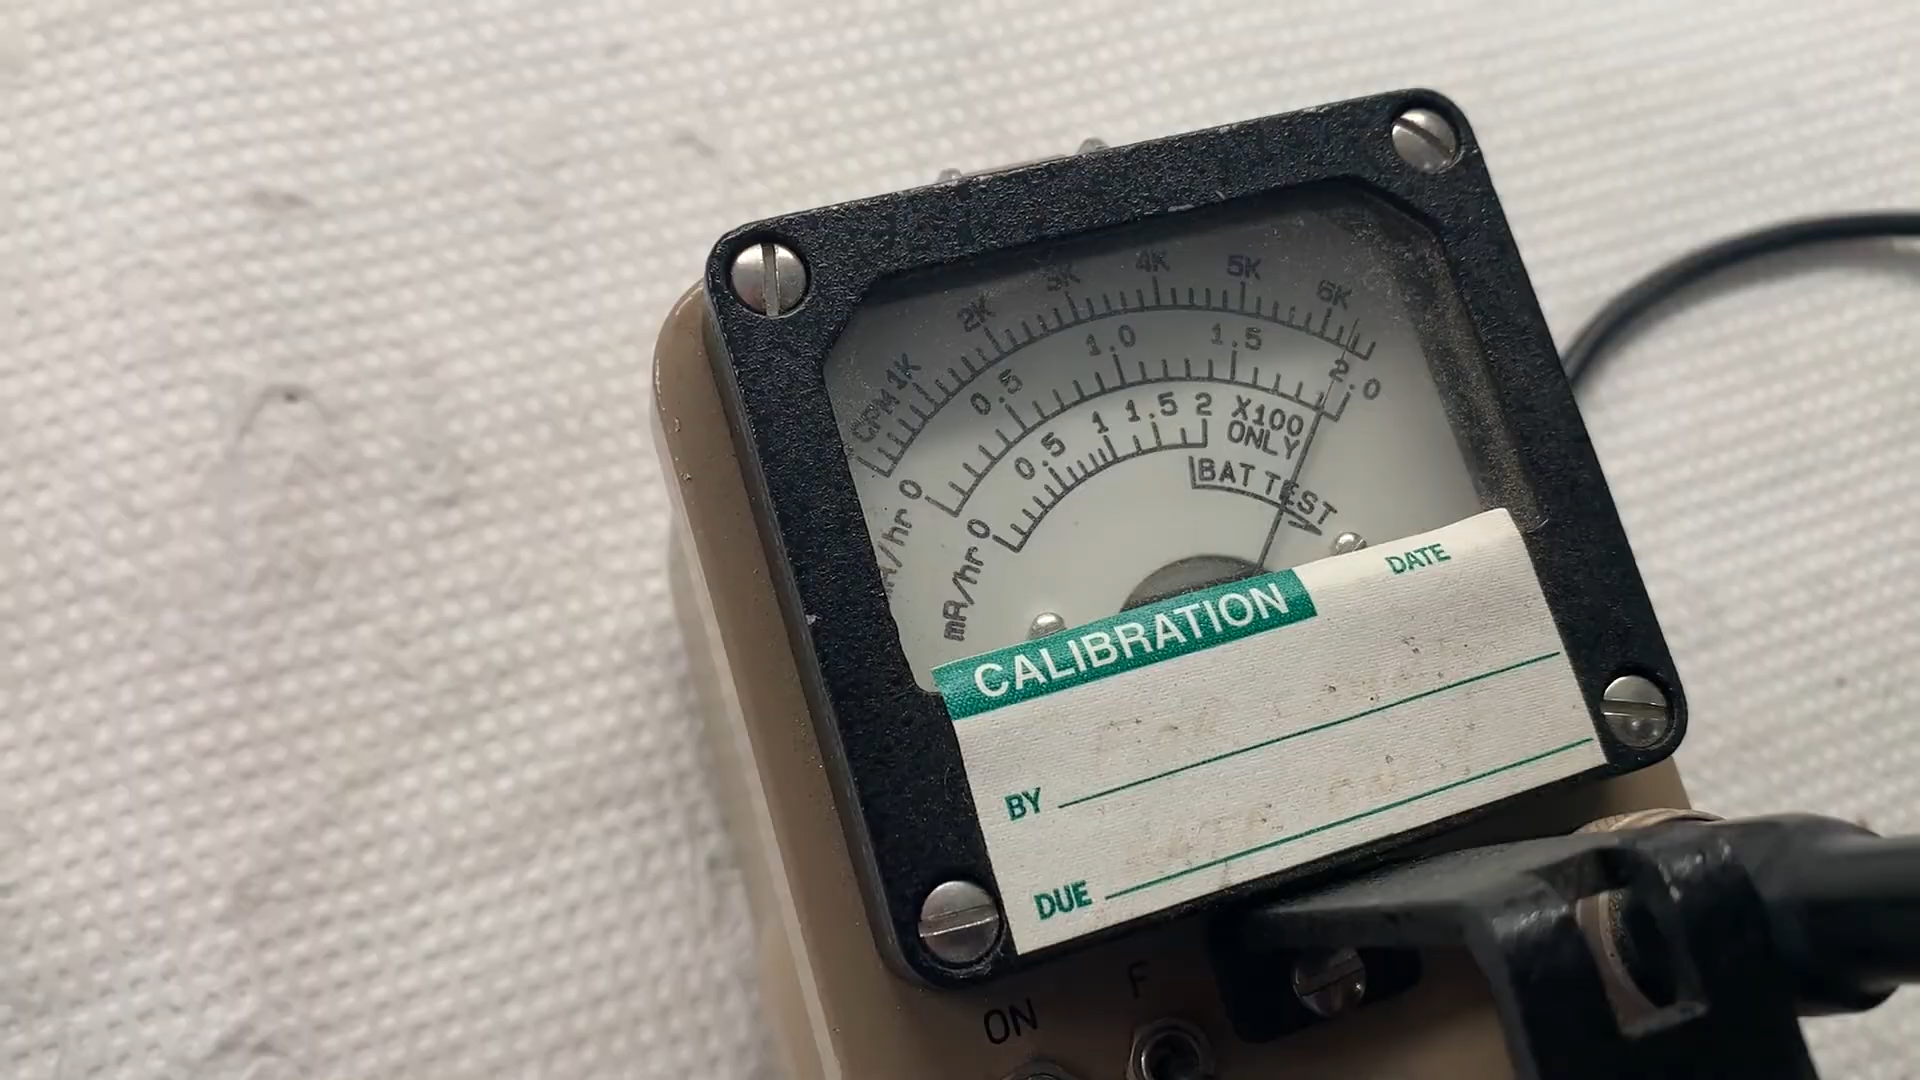 CPM 1K 2K 3K 4K 5K 6K
mR/hr 0 0.5 1.0 1.5 2.0
mR/hr 0 0.5 1 1.5 2 X100
ONLY
BAT TEST
CALIBRATION DATE
BY
DUE
ON F